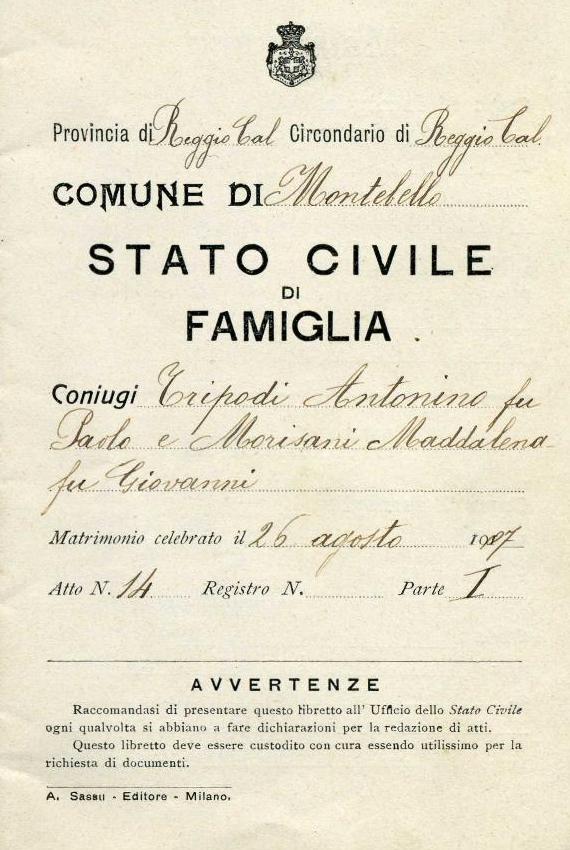 Provincia di Reggio Cal Circondario di Reggio Cal.
COMUNE DI Montebello
STATO CIVILE
DI
FAMIGLIA
Coniugi Tripodi Antonino fu
Paolo e Morisani Maddalena
fu Giovanni
Matrimonio celebrato il 26 agosto
Atto N. 14 Registro N. Parte I
AVVERTENZE
Raccomandasi di presentare questo libretto all' Ufficio dello Stato Civile
ogni qualvolta si abbiano a fare dichiarazioni per la redazione di atti.
Questo libretto deve essere custodito con cura essendo utilissimo per la
richiesta di documenti.
A. Sassu - Editore - Milano.